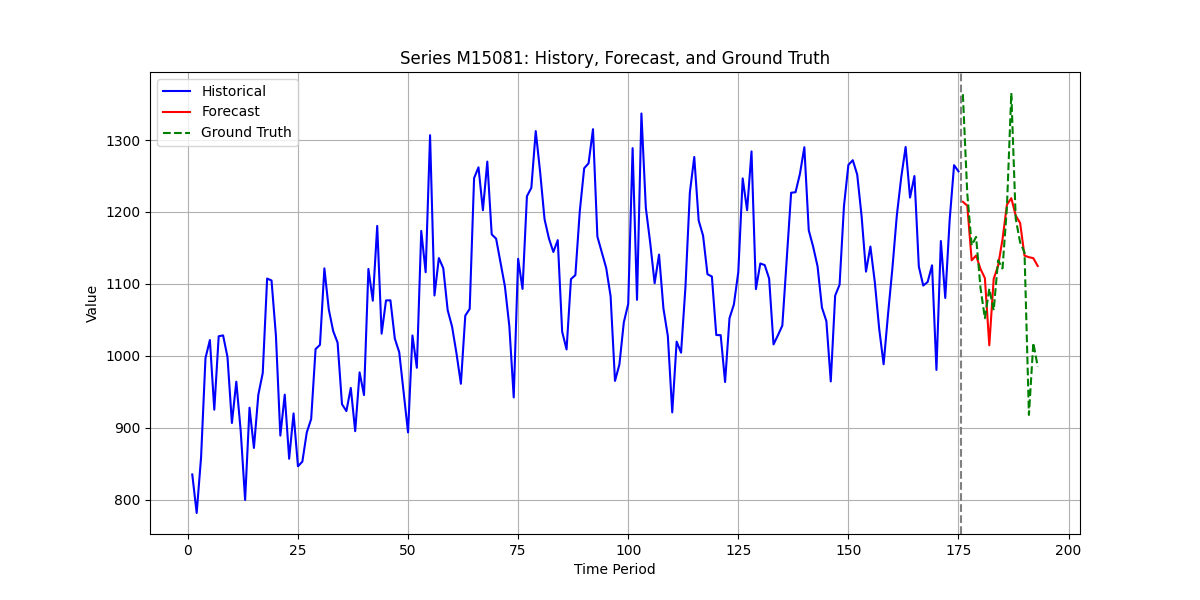 Series M15081: History, Forecast, and Ground Truth
Historical
Forecast
Ground Truth
1300
1200
1100
1000
900
800
Value
0 25 50 75 100 125 150 175 200
Time Period